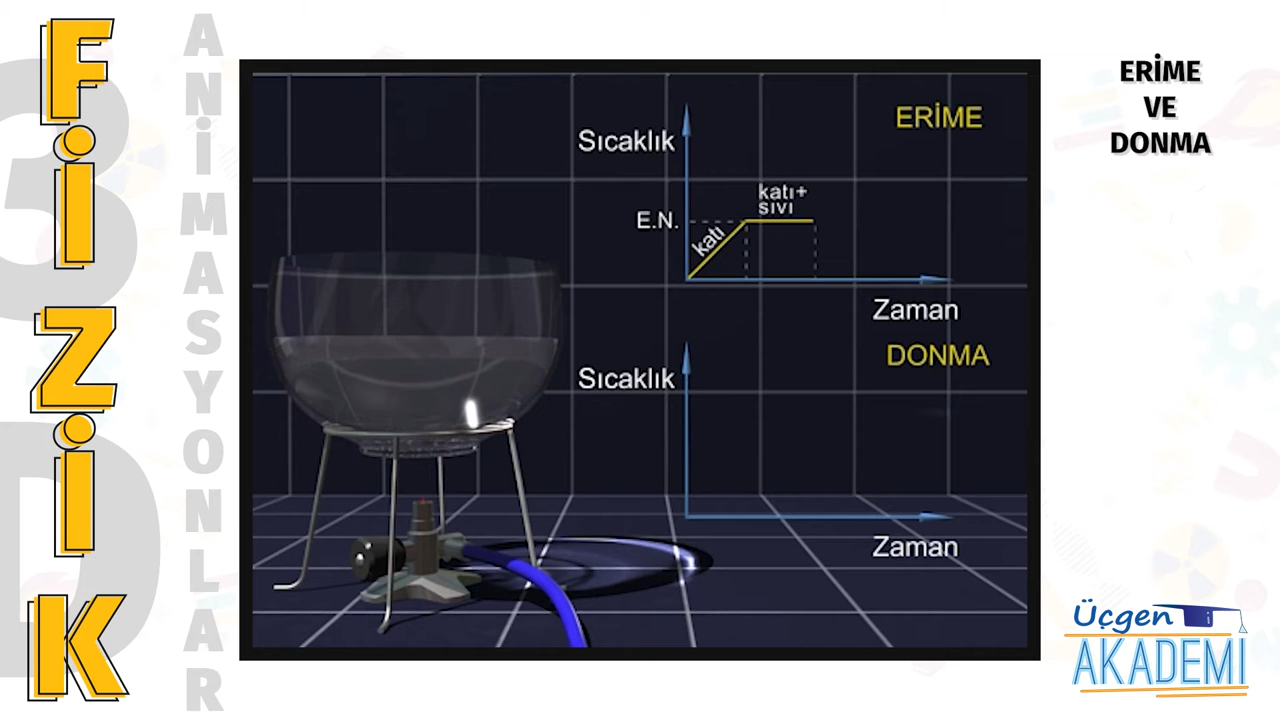 FİZİK
3D
ANİMASYONLAR
ERİME
VE
DONMA
ERİME
Sıcaklık
katı+
sıvı
E.N.
katı
Zaman
DONMA
Sıcaklık
Zaman
Üçgen
AKADEMİ